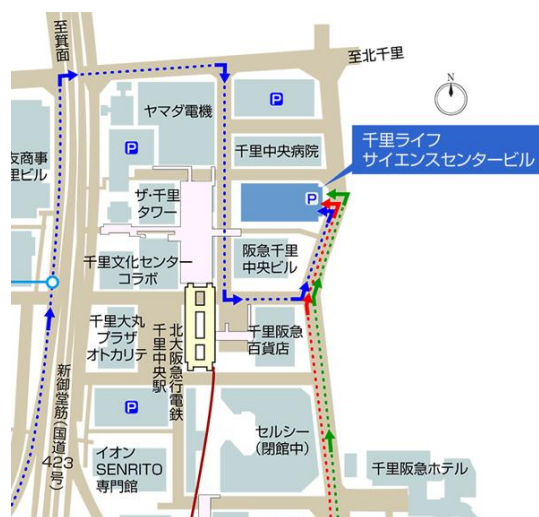 至箕面
至北千里
N
ヤマダ電機
P
千里中央病院
千里ライフ
サイエンスセンタービル
P
友商事
里ビル
P
ザ・千里
タワー
千里文化センター
コラボ
阪急千里
中央ビル
千里大丸
プラザ
オトカリテ
北大阪急行電鉄
千里中央駅
千里阪急
百貨店
新御堂筋(国道423号)
P
セルシー
(閉館中)
イオン
SENRITO
専門館
千里阪急ホテル